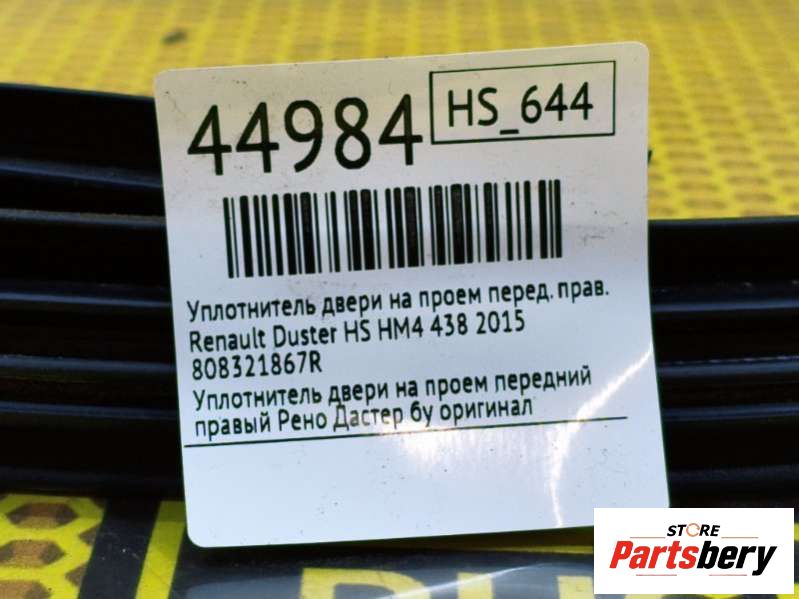 44984
HS_644
Уплотнитель двери на проем перед. прав.
Renault Duster HS HM4 438 2015
808321867R
Уплотнитель двери на проем передний
правый Рено Дастер бу оригинал
STORE
Partsbery